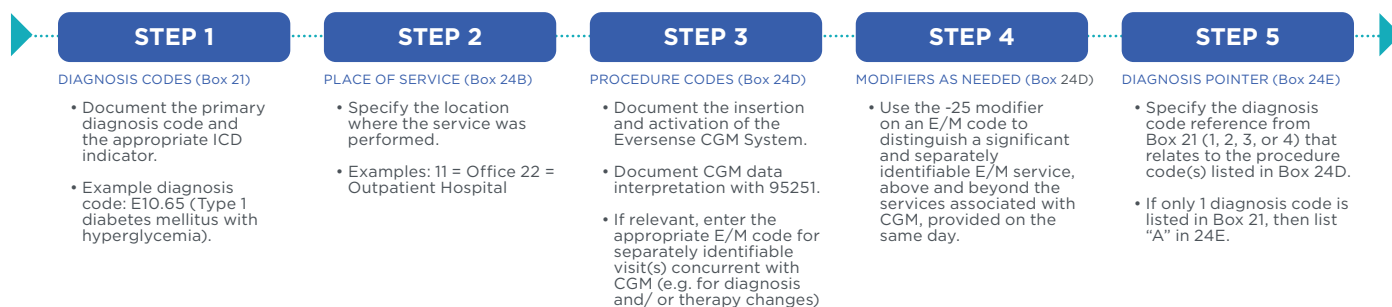 STEP 1
DIAGNOSIS CODES (Box 21)
• Document the primary
diagnosis code and
the appropriate ICD
indicator.
• Example diagnosis
code: E10.65 (Type 1
diabetes mellitus with
hyperglycemia).
STEP 2
PLACE OF SERVICE (Box 24B)
• Specify the location
where the service was
performed.
• Examples: 11 = Office 22 =
Outpatient Hospital
STEP 3
PROCEDURE CODES (Box 24D)
• Document the insertion
and activation of the
Eversense CGM System.
• Document CGM data
interpretation with 95251.
• If relevant, enter the
appropriate E/M code for
separately identifiable
visit(s) concurrent with
CGM (e.g. for diagnosis
and/ or therapy changes)
STEP 4
MODIFIERS AS NEEDED (Box 24D)
• Use the -25 modifier
on an E/M code to
distinguish a significant
and separately
identifiable E/M service,
above and beyond the
services associated with
CGM, provided on the
same day.
STEP 5
DIAGNOSIS POINTER (Box 24E)
• Specify the diagnosis
code reference from
Box 21 (1, 2, 3, or 4) that
relates to the procedure
code(s) listed in Box 24D.
• If only 1 diagnosis code is
listed in Box 21, then list
“A” in 24E.